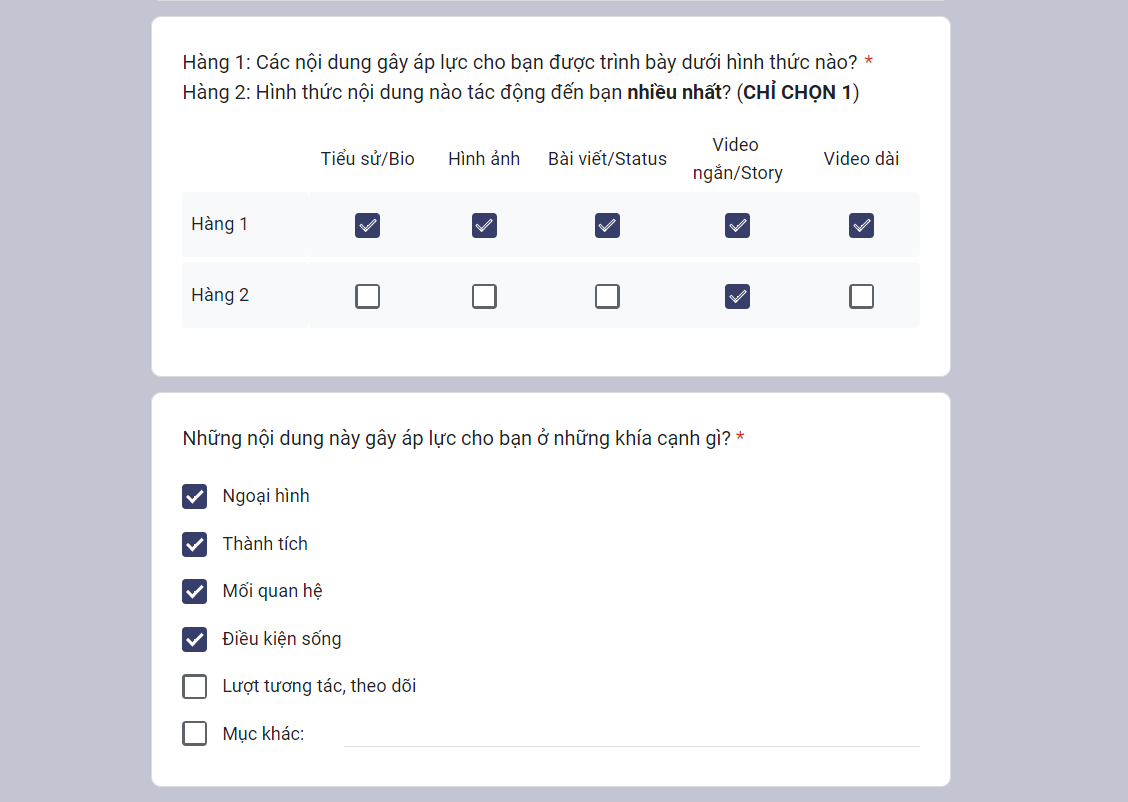 Hàng 1: Các nội dung gây áp lực cho bạn được trình bày dưới hình thức nào? *
Hàng 2: Hình thức nội dung nào tác động đến bạn nhiều nhất? (CHỈ CHỌN 1)
Tiểu sử/Bio Hình ảnh Bài viết/Status Video ngắn/Story Video dài
Hàng 1
Hàng 2
Những nội dung này gây áp lực cho bạn ở những khía cạnh gì? *
Ngoại hình
Thành tích
Mối quan hệ
Điều kiện sống
Lượt tương tác, theo dõi
Mục khác: